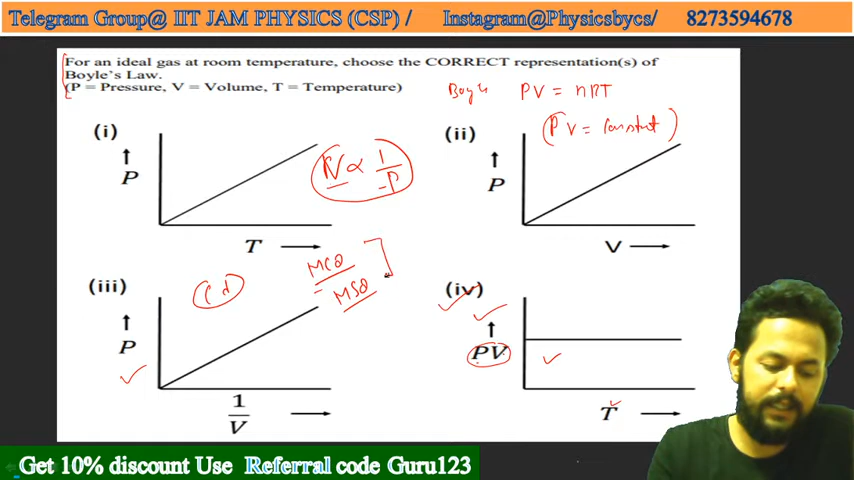 Telegram Group@ IIT JAM PHYSICS (CSP) / Instagram@Physicsbycs/ 8273594678
For an ideal gas at room temperature, choose the CORRECT representation(s) of
Boyle's Law.
(P = Pressure, V = Volume, T = Temperature)
Boyle PV = nRT
(PV = constant)
(i)
P
T
V ∝ 1/P
(ii)
P
V
(iii)
P
1/V
(c d)
MCQ
MSQ
(iv)
PV
T
Get 10% discount Use Referral code Guru123